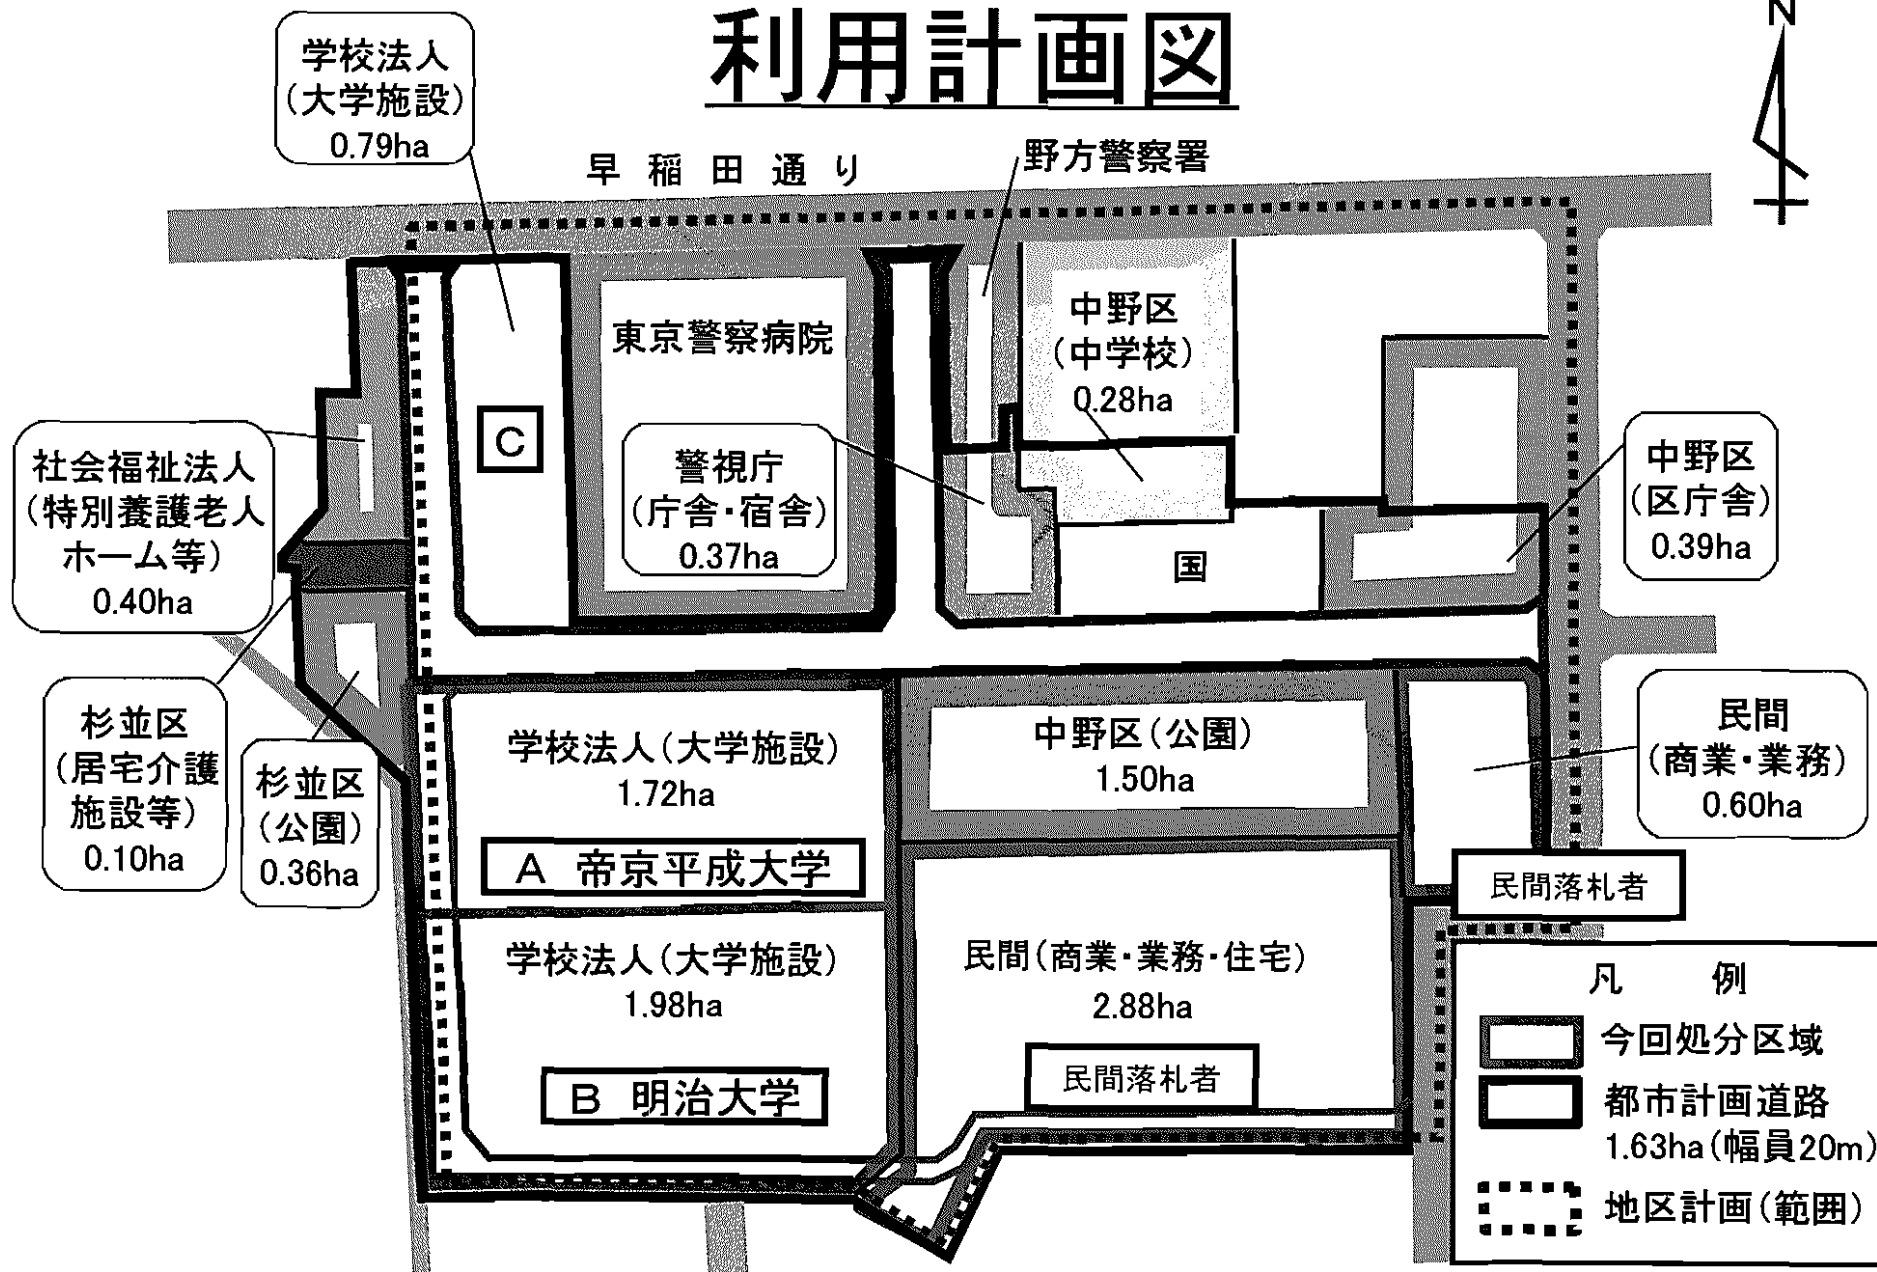 利用計画図
N
学校法人
(大学施設)
0.79ha
早稲田通り
野方警察署
東京警察病院
中野区
(中学校)
0.28ha
C
警視庁
(庁舎・宿舎)
0.37ha
社会福祉法人
(特別養護老人
ホーム等)
0.40ha
中野区
(区庁舎)
0.39ha
国
杉並区
(居宅介護
施設等)
0.10ha
杉並区
(公園)
0.36ha
学校法人(大学施設)
1.72ha
A 帝京平成大学
中野区(公園)
1.50ha
民間
(商業・業務)
0.60ha
民間落札者
学校法人(大学施設)
1.98ha
B 明治大学
民間(商業・業務・住宅)
2.88ha
民間落札者
凡 例
今回処分区域
都市計画道路
1.63ha(幅員20m)
地区計画(範囲)